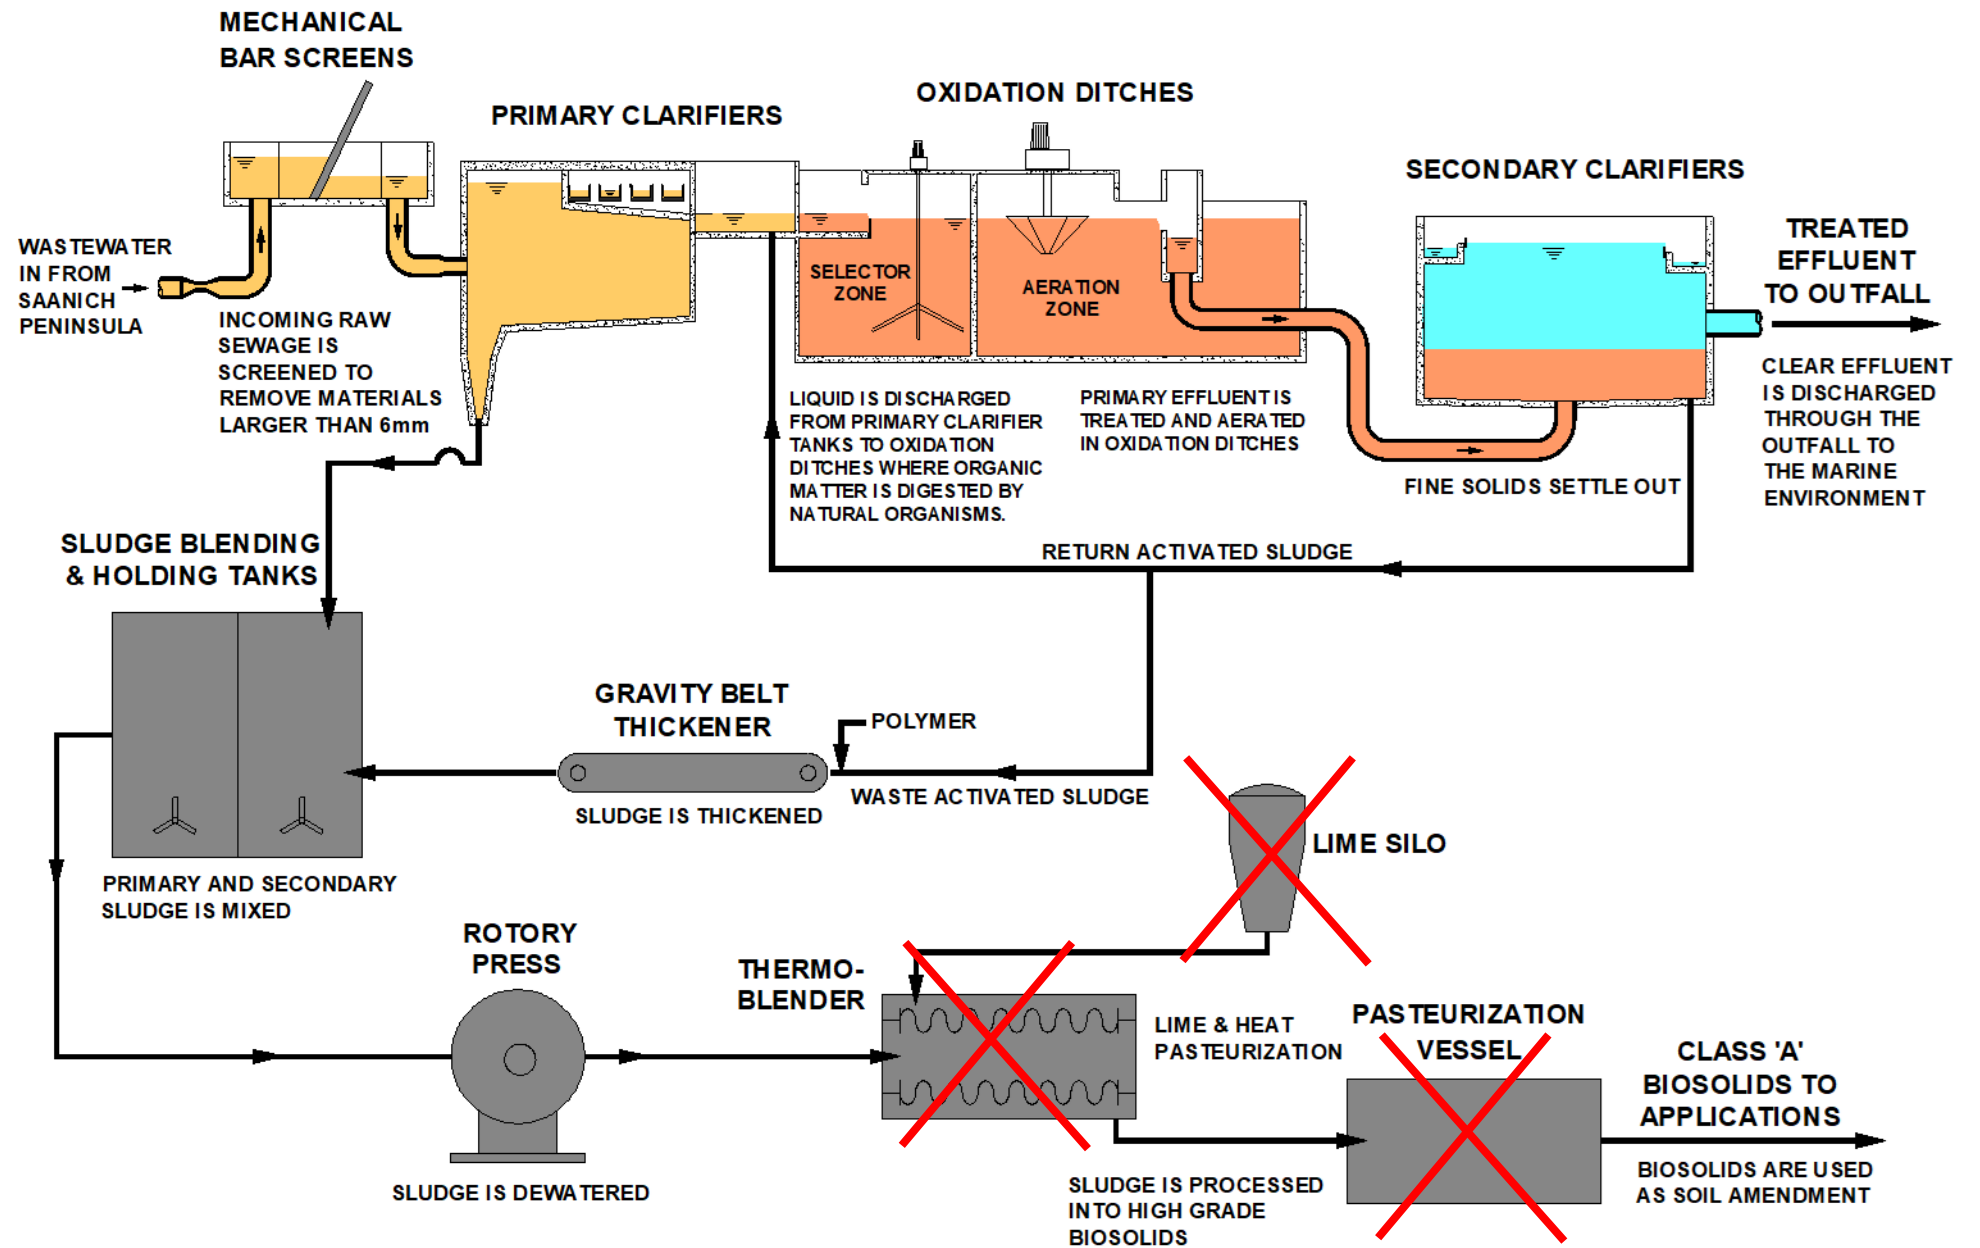 MECHANICAL
BAR SCREENS
PRIMARY CLARIFIERS
OXIDATION DITCHES
SECONDARY CLARIFIERS
WASTEWATER
IN FROM
SAANICH
PENINSULA
INCOMING RAW
SEWAGE IS
SCREENED TO
REMOVE MATERIALS
LARGER THAN 6mm
SELECTOR
ZONE
AERATION
ZONE
TREATED
EFFLUENT
TO OUTFALL
CLEAR EFFLUENT
IS DISCHARGED
THROUGH THE
OUTFALL TO
THE MARINE
ENVIRONMENT
LIQUID IS DISCHARGED
FROM PRIMARY CLARIFIER
TANKS TO OXIDATION
DITCHES WHERE ORGANIC
MATTER IS DIGESTED BY
NATURAL ORGANISMS.
PRIMARY EFFLUENT IS
TREATED AND AERATED
IN OXIDATION DITCHES
FINE SOLIDS SETTLE OUT
RETURN ACTIVATED SLUDGE
SLUDGE BLENDING
& HOLDING TANKS
GRAVITY BELT
THICKENER
POLYMER
SLUDGE IS THICKENED
WASTE ACTIVATED SLUDGE
LIME SILO
PRIMARY AND SECONDARY
SLUDGE IS MIXED
ROTORY
PRESS
SLUDGE IS DEWATERED
THERMO-
BLENDER
LIME & HEAT
PASTEURIZATION
SLUDGE IS PROCESSED
INTO HIGH GRADE
BIOSOLIDS
PASTEURIZATION
VESSEL
CLASS 'A'
BIOSOLIDS TO
APPLICATIONS
BIOSOLIDS ARE USED
AS SOIL AMENDMENT